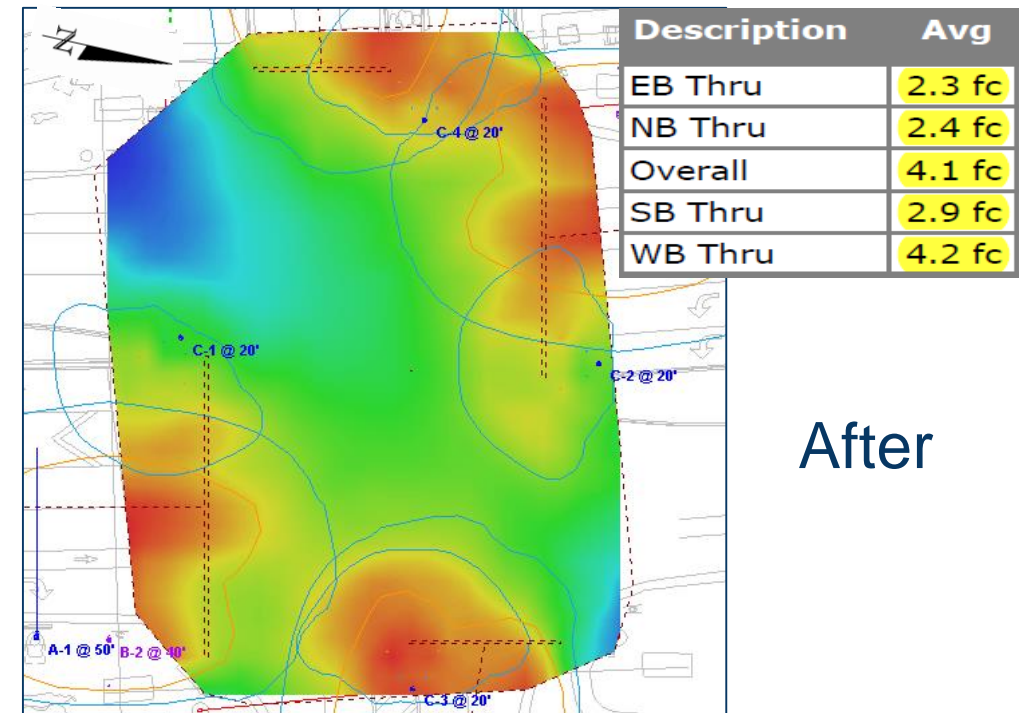 N
Description Avg
EB Thru 2.3 fc
NB Thru 2.4 fc
Overall 4.1 fc
SB Thru 2.9 fc
WB Thru 4.2 fc
C-4 @ 20'
C-1 @ 20'
C-2 @ 20'
After
A-1 @ 50' B-2 @ 40'
C-3 @ 20'